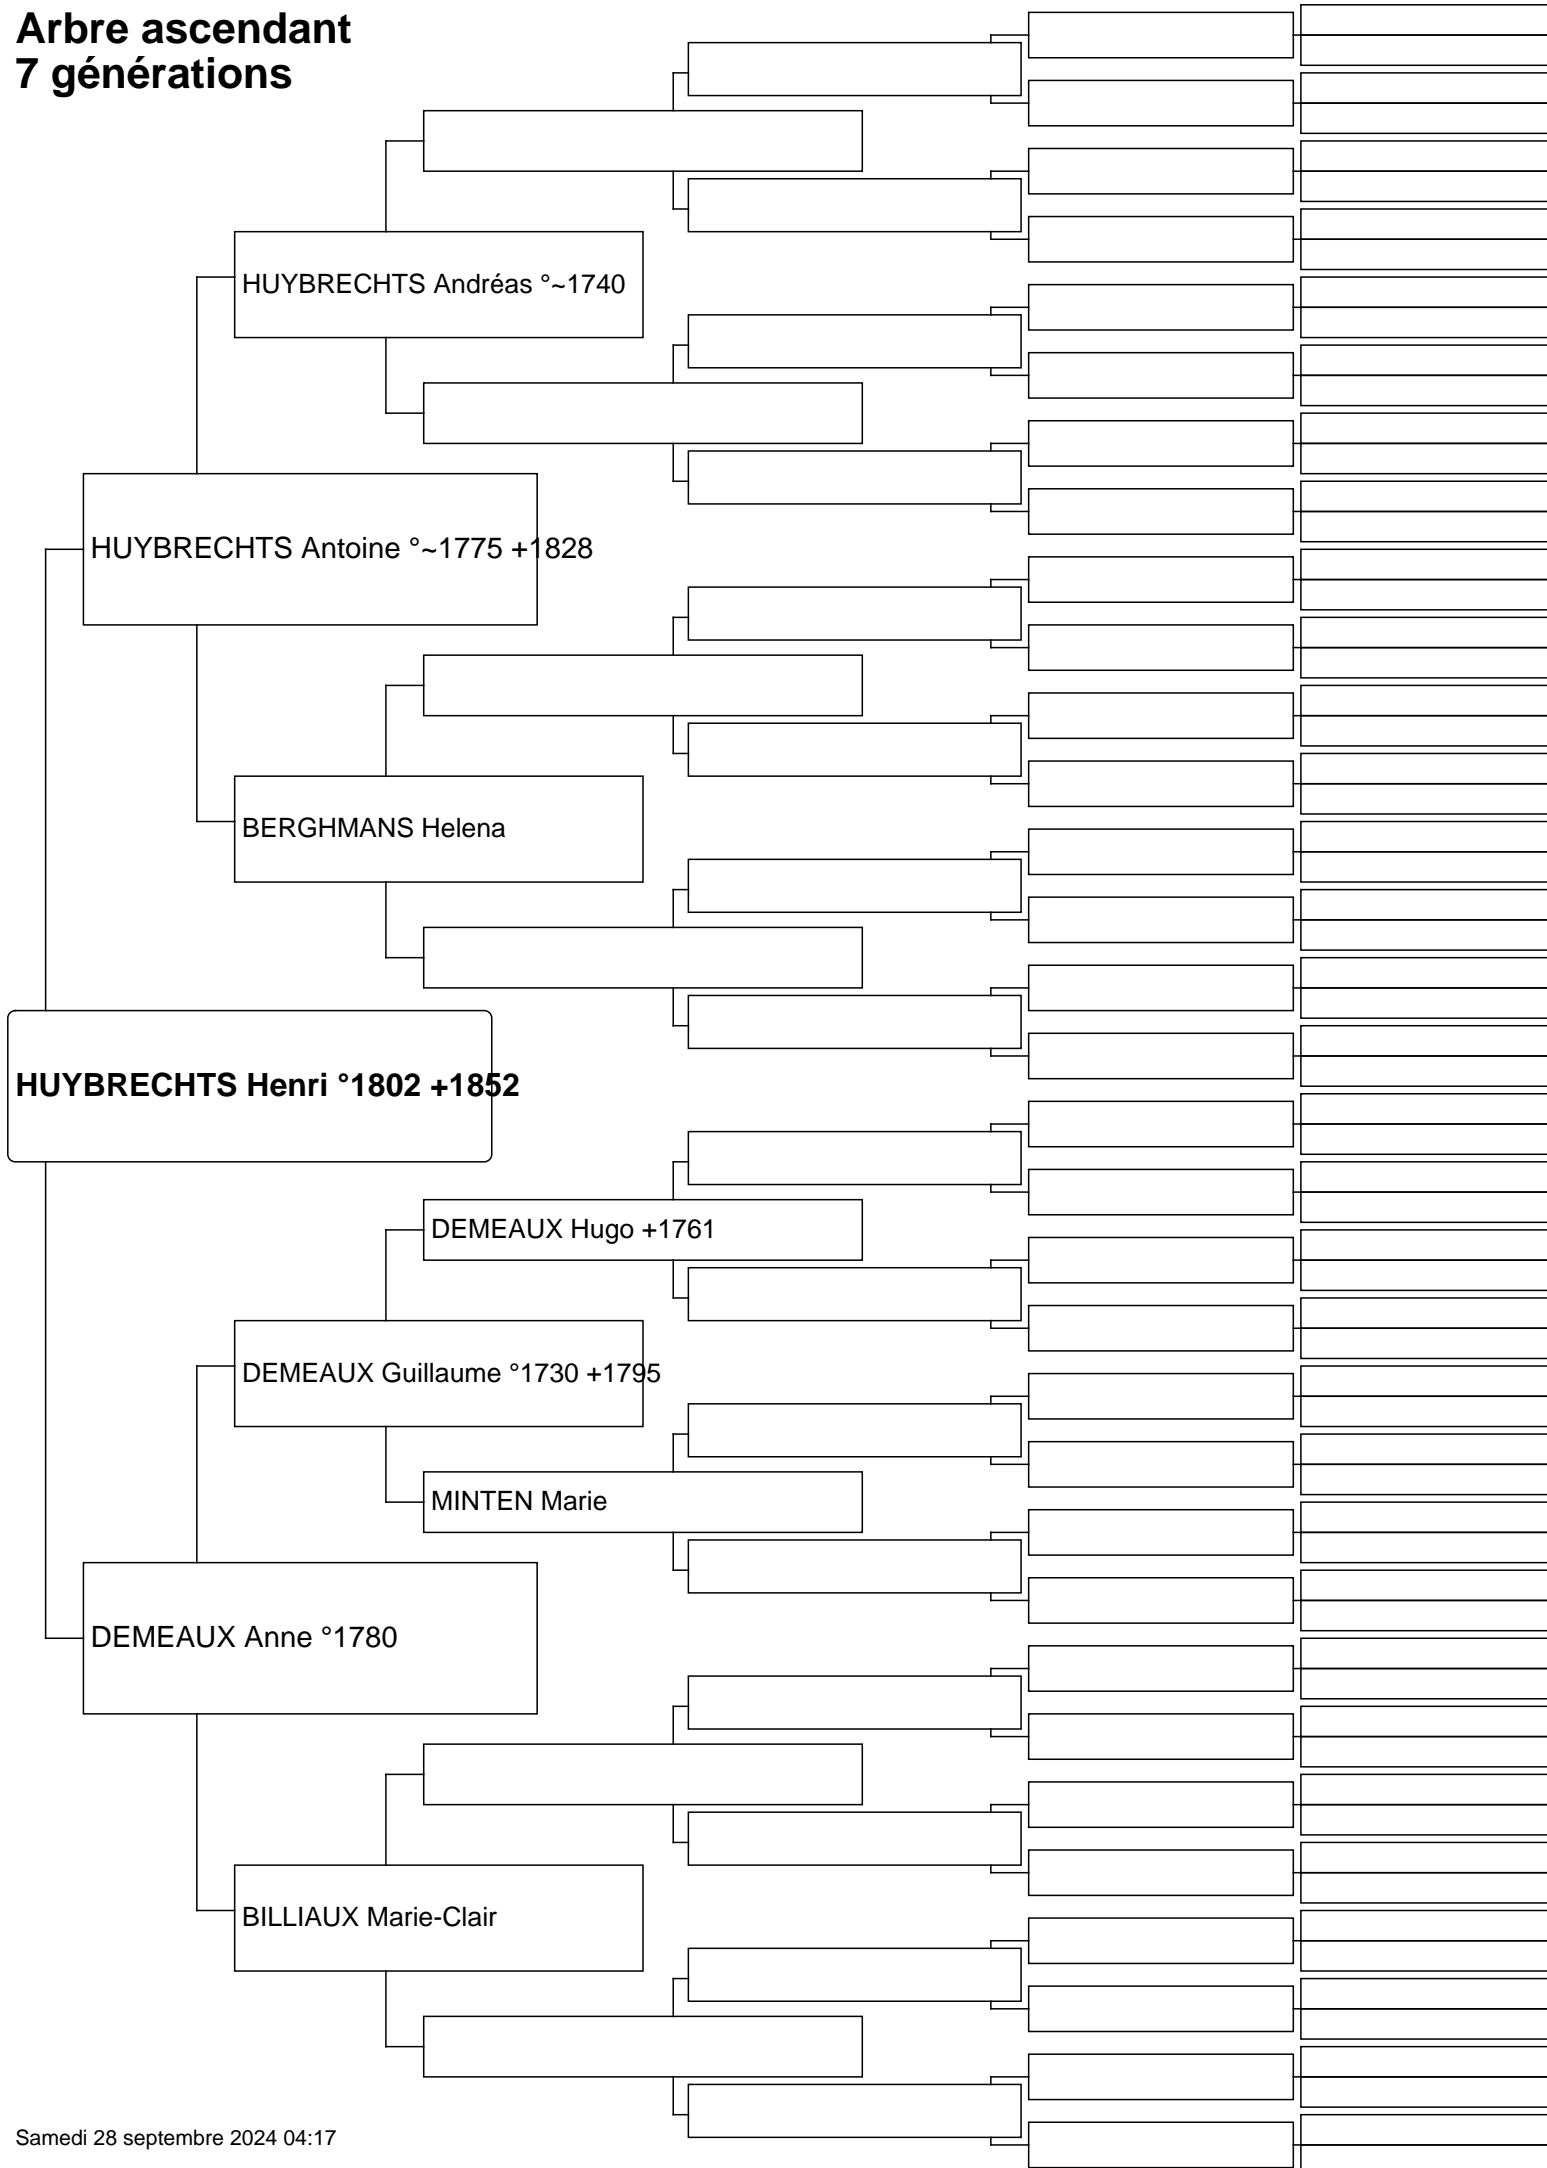 Arbre ascendant
7 générations
HUYBRECHTS Andréas °~1740
HUYBRECHTS Antoine °~1775 +1828
BERGHMANS Helena
HUYBRECHTS Henri °1802 +1852
DEMEAUX Hugo +1761
DEMEAUX Guillaume °1730 +1795
MINTEN Marie
DEMEAUX Anne °1780
BILLIAUX Marie-Clair
Samedi 28 septembre 2024 04:17